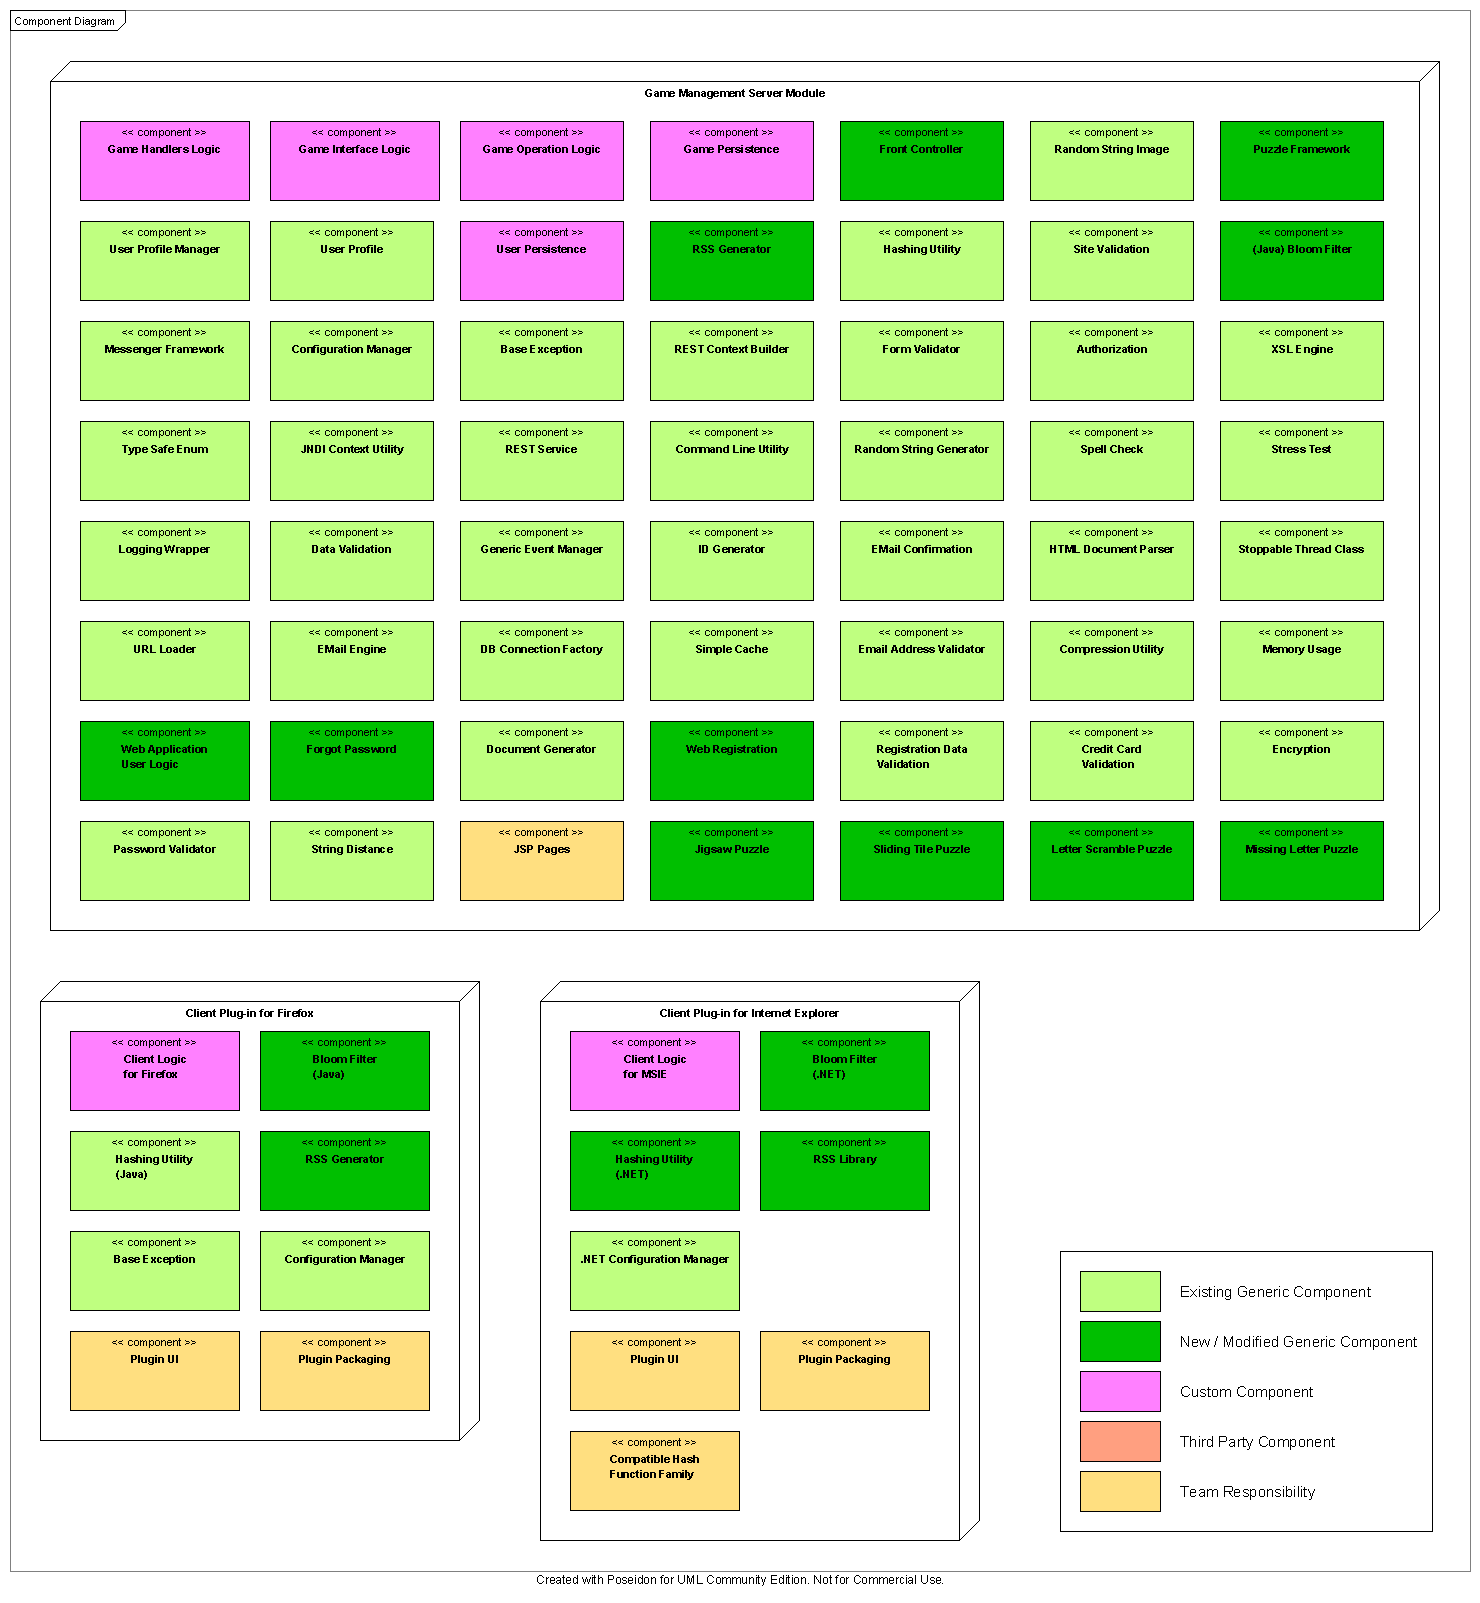 Component Diagram
Game Management Server Module
<< component >> << component >> << component >> << component >> << component >> << component >> << component >>
Game Handlers Logic Game Interface Logic Game Operation Logic Game Persistence Front Controller Random String Image Puzzle Framework
<< component >> << component >> << component >> << component >> << component >> << component >> << component >>
User Profile Manager User Profile User Persistence RSS Generator Hashing Utility Site Validation (Java) Bloom Filter
<< component >> << component >> << component >> << component >> << component >> << component >> << component >>
Messenger Framework Configuration Manager Base Exception REST Context Builder Form Validator Authorization XSL Engine
<< component >> << component >> << component >> << component >> << component >> << component >> << component >>
Type Safe Enum JNDI Context Utility REST Service Command Line Utility Random String Generator Spell Check Stress Test
<< component >> << component >> << component >> << component >> << component >> << component >> << component >>
Logging Wrapper Data Validation Generic Event Manager ID Generator EMail Confirmation HTML Document Parser Stoppable Thread Class
<< component >> << component >> << component >> << component >> << component >> << component >> << component >>
URL Loader EMail Engine DB Connection Factory Simple Cache Email Address Validator Compression Utility Memory Usage
<< component >> << component >> << component >> << component >> << component >> << component >> << component >>
Web Application Forgot Password Document Generator Web Registration Registration Data Credit Card Encryption
User Logic Validation Validation
<< component >> << component >> << component >> << component >> << component >> << component >> << component >>
Password Validator String Distance JSP Pages Jigsaw Puzzle Sliding Tile Puzzle Letter Scramble Puzzle Missing Letter Puzzle
Client Plug-in for Firefox
<< component >> << component >>
Client Logic Bloom Filter
for Firefox (Java)
<< component >> << component >>
Hashing Utility RSS Generator
(Java)
<< component >> << component >>
Base Exception Configuration Manager
<< component >> << component >>
Plugin UI Plugin Packaging
Client Plug-in for Internet Explorer
<< component >> << component >>
Client Logic Bloom Filter
for MSIE (.NET)
<< component >> << component >>
Hashing Utility RSS Library
(.NET)
<< component >>
.NET Configuration Manager
<< component >> << component >>
Plugin UI Plugin Packaging
<< component >>
Compatible Hash
Function Family
Existing Generic Component
New / Modified Generic Component
Custom Component
Third Party Component
Team Responsibility
Created with Poseidon for UML Community Edition. Not for Commercial Use.